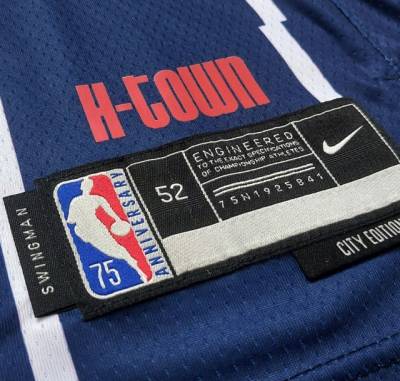 H-TOWN
ENGINEERED
TO THE EXACT SPECIFICATIONS
OF CHAMPIONSHIP ATHLETES
52
75N1925841
75
ANNIVERSARY
SWINGMAN
CITY EDITION